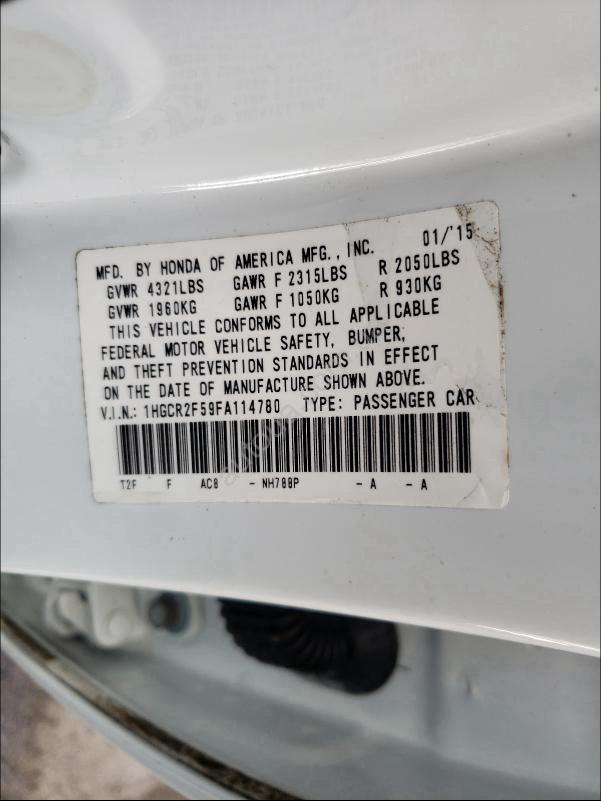 MFD. BY HONDA OF AMERICA MFG., INC. 01/'15
GVWR 4321LBS GAWR F 2315LBS R 2050LBS
GVWR 1960KG GAWR F 1050KG R 930KG
THIS VEHICLE CONFORMS TO ALL APPLICABLE
FEDERAL MOTOR VEHICLE SAFETY, BUMPER,
AND THEFT PREVENTION STANDARDS IN EFFECT
ON THE DATE OF MANUFACTURE SHOWN ABOVE.
V.I.N.: 1HGCR2F59FA114780 TYPE: PASSENGER CAR
T2F F AC8 - NH788P - A - A